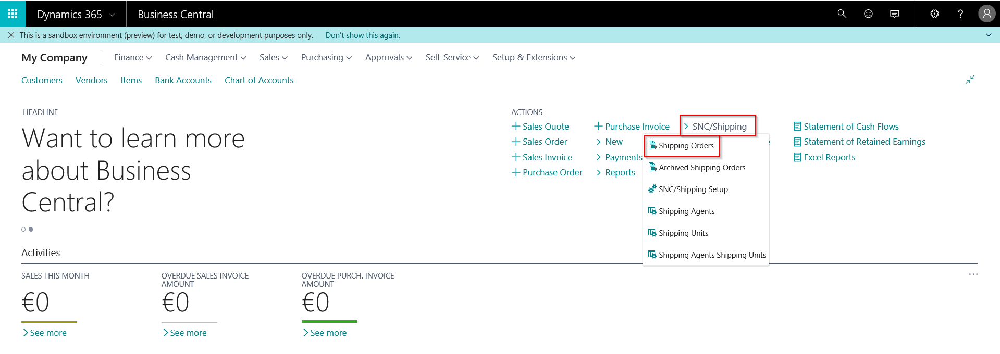 Dynamics 365
Business Central
This is a sandbox environment (preview) for test, demo, or development purposes only. Don't show this again.
My Company
Finance
Cash Management
Sales
Purchasing
Approvals
Self-Service
Setup & Extensions
Customers
Vendors
Items
Bank Accounts
Chart of Accounts
HEADLINE
Want to learn more
about Business
Central?
ACTIONS
Sales Quote
Sales Order
Sales Invoice
Purchase Order
Purchase Invoice
New
Payments
Reports
SNC/Shipping
Shipping Orders
Archived Shipping Orders
SNC/Shipping Setup
Shipping Agents
Shipping Units
Shipping Agents Shipping Units
Statement of Cash Flows
Statement of Retained Earnings
Excel Reports
Activities
SALES THIS MONTH
€0
See more
OVERDUE SALES INVOICE
AMOUNT
€0
See more
OVERDUE PURCH. INVOICE
AMOUNT
€0
See more